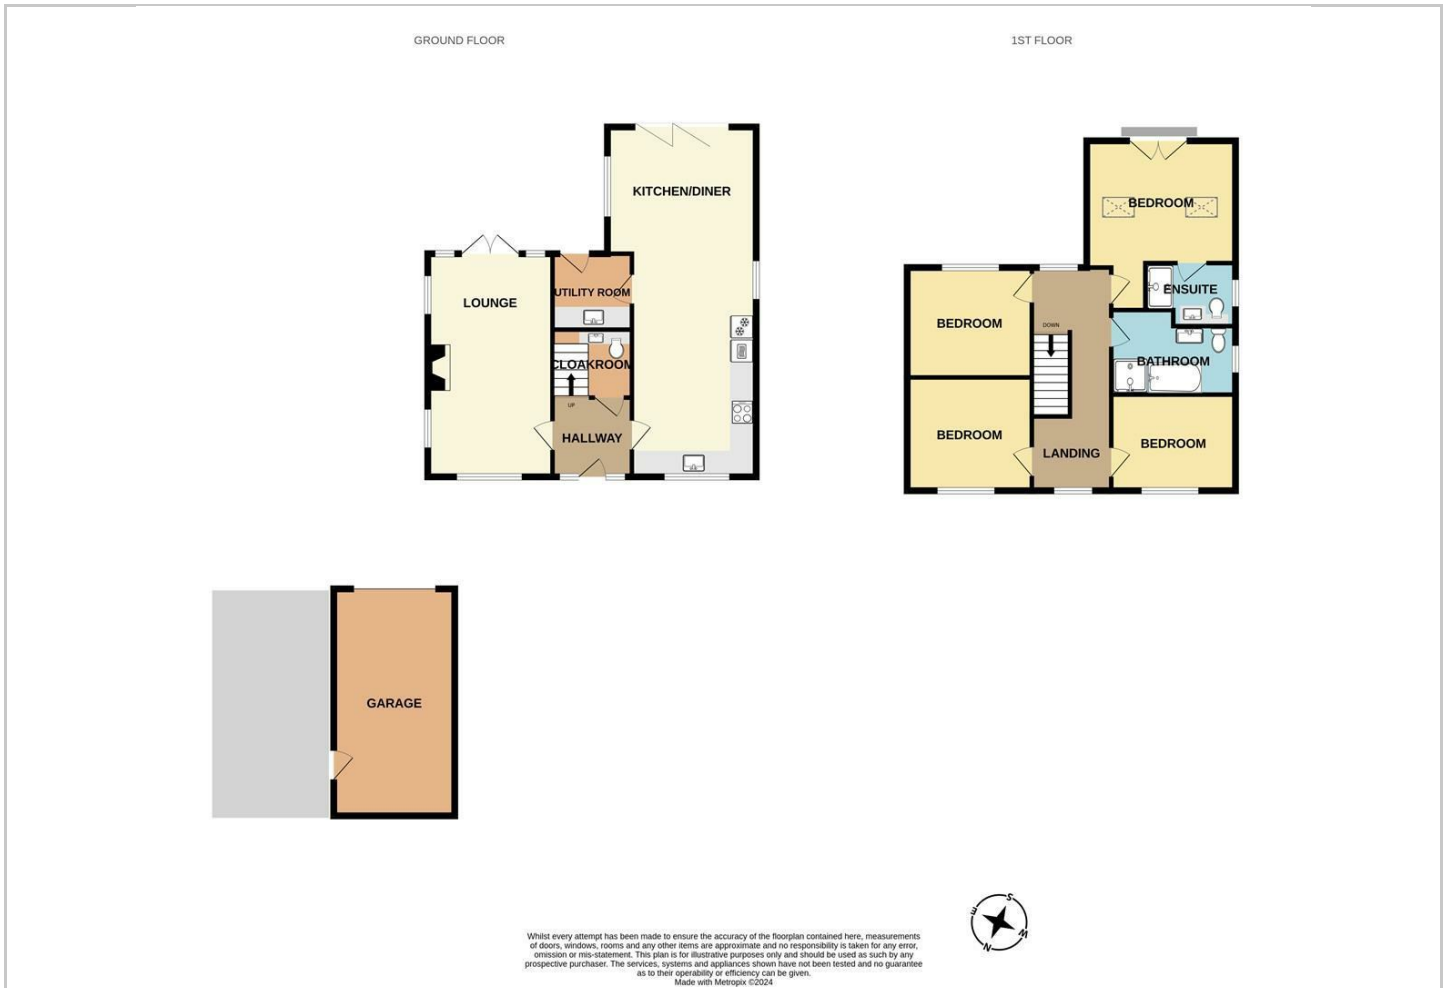 GROUND FLOOR
1ST FLOOR
KITCHEN/DINER
LOUNGE
UTILITY ROOM
CLOAKROOM
UP
HALLWAY
BEDROOM
ENSUITE
BEDROOM
DOWN
BATHROOM
BEDROOM
BEDROOM
LANDING
GARAGE
S
E
W
N
Whilst every attempt has been made to ensure the accuracy of the floorplan contained here, measurements
of doors, windows, rooms and any other items are approximate and no responsibility is taken for any error,
omission or mis-statement. This plan is for illustrative purposes only and should be used as such by any
prospective purchaser. The services, systems and appliances shown have not been tested and no guarantee
as to their operability or efficiency can be given.
Made with Metropix ©2024